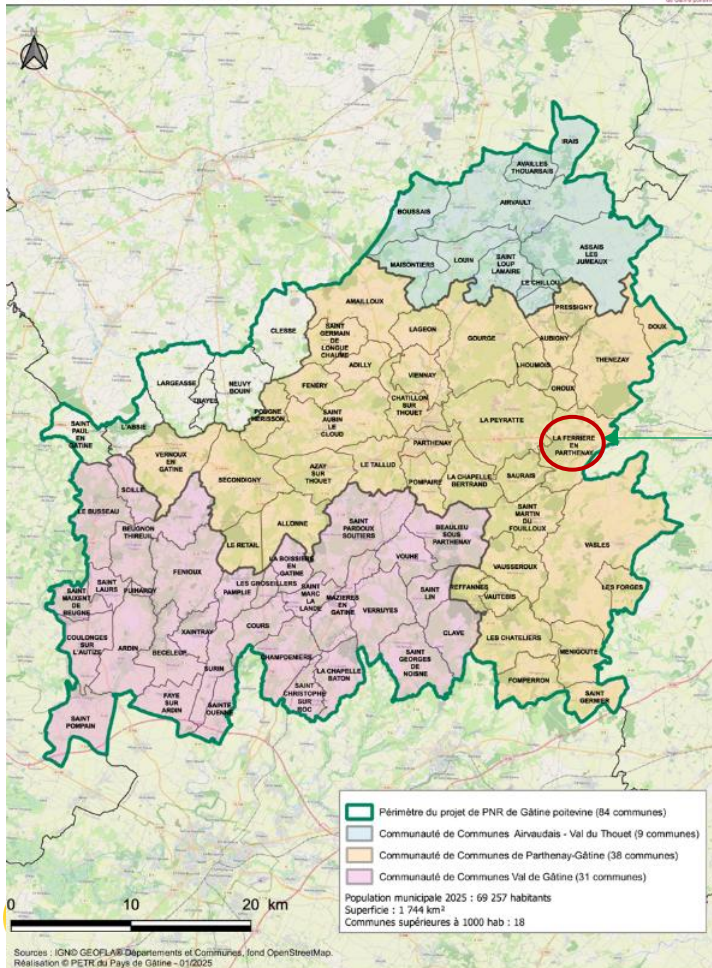 IRAIS
AVAILLES
THOUARSAIS
AIRVAULT
BOUSSAIS
ASSAIS
LES
JUMEAUX
MAISONTIERS
LOUIN
SAINT
LOUP
LAMAIRE
LE CHILLOU
AMAILLOUX
PRESSIGNY
DOUX
CLESSE
SAINT
GERMAIN
DE
LONGUE
CHAUME
LAGEON
GOURGE
AUBIGNY
THENEZAY
ADILLY
LHOUMOIS
LARGEASSE
NEUVY
BOUIN
FENERY
VIENNAY
OROUX
TRAYES
CHATILLON
SUR
THOUET
POUGNE
HERISSON
SAINT
AUBIN
LE
CLOUD
LA PEYRATTE
SAINT
PAUL
EN
GATINE
L'ABSIE
PARTHENAY
LA FERRIERE
EN
PARTHENAY
VERNOUX
EN
GATINE
AZAY
SUR
THOUET
LE TALLUD
SECONDIGNY
POMPAIRE
LA CHAPELLE
BERTRAND
SAURAIS
SCILLE
LE BUSSEAU
SAINT
MARTIN
DU
FOUILLOUX
ALLONNE
SAINT
PARDOUX
SOUTIERS
BEAULIEU
SOUS
PARTHENAY
BEUGNON
THIREUIL
LE RETAIL
VASLES
VOUHE
LA BOISSIERE
EN
GATINE
FENIOUX
VAUSSEROUX
SAINT
LAURS
PUIHARDY
LES GROSEILLERS
PAMPLIE
REFFANNES
LES FORGES
SAINT
MAIXENT
DE
BEUGNE
SAINT
MARC
LA
LANDE
MAZIERES
EN
GATINE
VERRUYES
SAINT
LIN
VAUTEBIS
COURS
XAINTRAY
COULONGES
SUR
L'AUTIZE
CLAVE
LES CHATELIERS
ARDIN
BECELEUF
MENIGOUTE
CHAMPDENIERS
SAINT
GEORGES
DE
NOISNE
SURIN
LA CHAPELLE
BATON
FOMPERRON
FAYE
SUR
ARDIN
SAINT
CHRISTOPHE
SUR
ROC
SAINTE
OUENNE
SAINT
GERMIER
SAINT
POMPAIN
Périmètre du projet de PNR de Gâtine poitevine (84 communes)
Communauté de Communes Airvaudais - Val du Thouet (9 communes)
Communauté de Communes de Parthenay-Gâtine (38 communes)
Communauté de Communes Val de Gâtine (31 communes)
Population municipale 2025 : 69 257 habitants
Superficie : 1 744 km²
Communes supérieures à 1000 hab : 18
0 10 20 km
Sources : IGN© GEOFLA® Départements et Communes, fond OpenStreetMap.
Réalisation © PETR du Pays de Gâtine - 01/2025